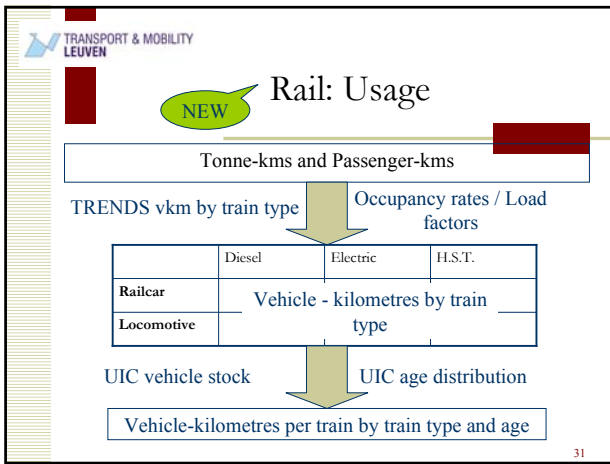 TRANSPORT & MOBILITY
LEUVEN
Rail: Usage
NEW
Tonne-kms and Passenger-kms
TRENDS vkm by train type
Occupancy rates / Load
factors
Diesel Electric H.S.T.
Railcar
Vehicle - kilometres by train
type
Locomotive
UIC vehicle stock
UIC age distribution
Vehicle-kilometres per train by train type and age
31